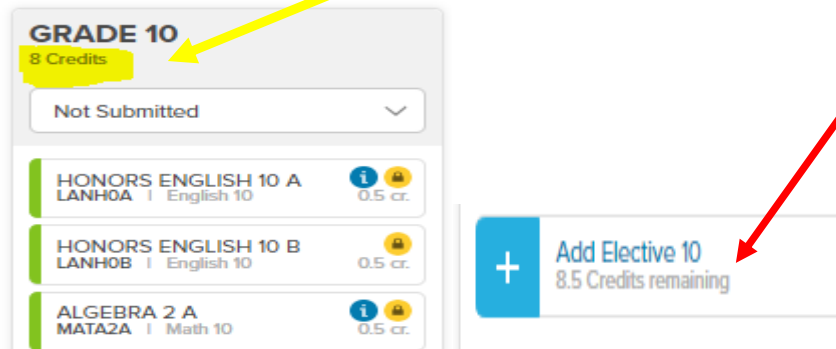 GRADE 10
8 Credits
Not Submitted
HONORS ENGLISH 10 A
LANH0A | English 10
0.5 cr.
HONORS ENGLISH 10 B
LANH0B | English 10
0.5 cr.
ALGEBRA 2 A
MATA2A | Math 10
0.5 cr.
+ Add Elective 10
8.5 Credits remaining